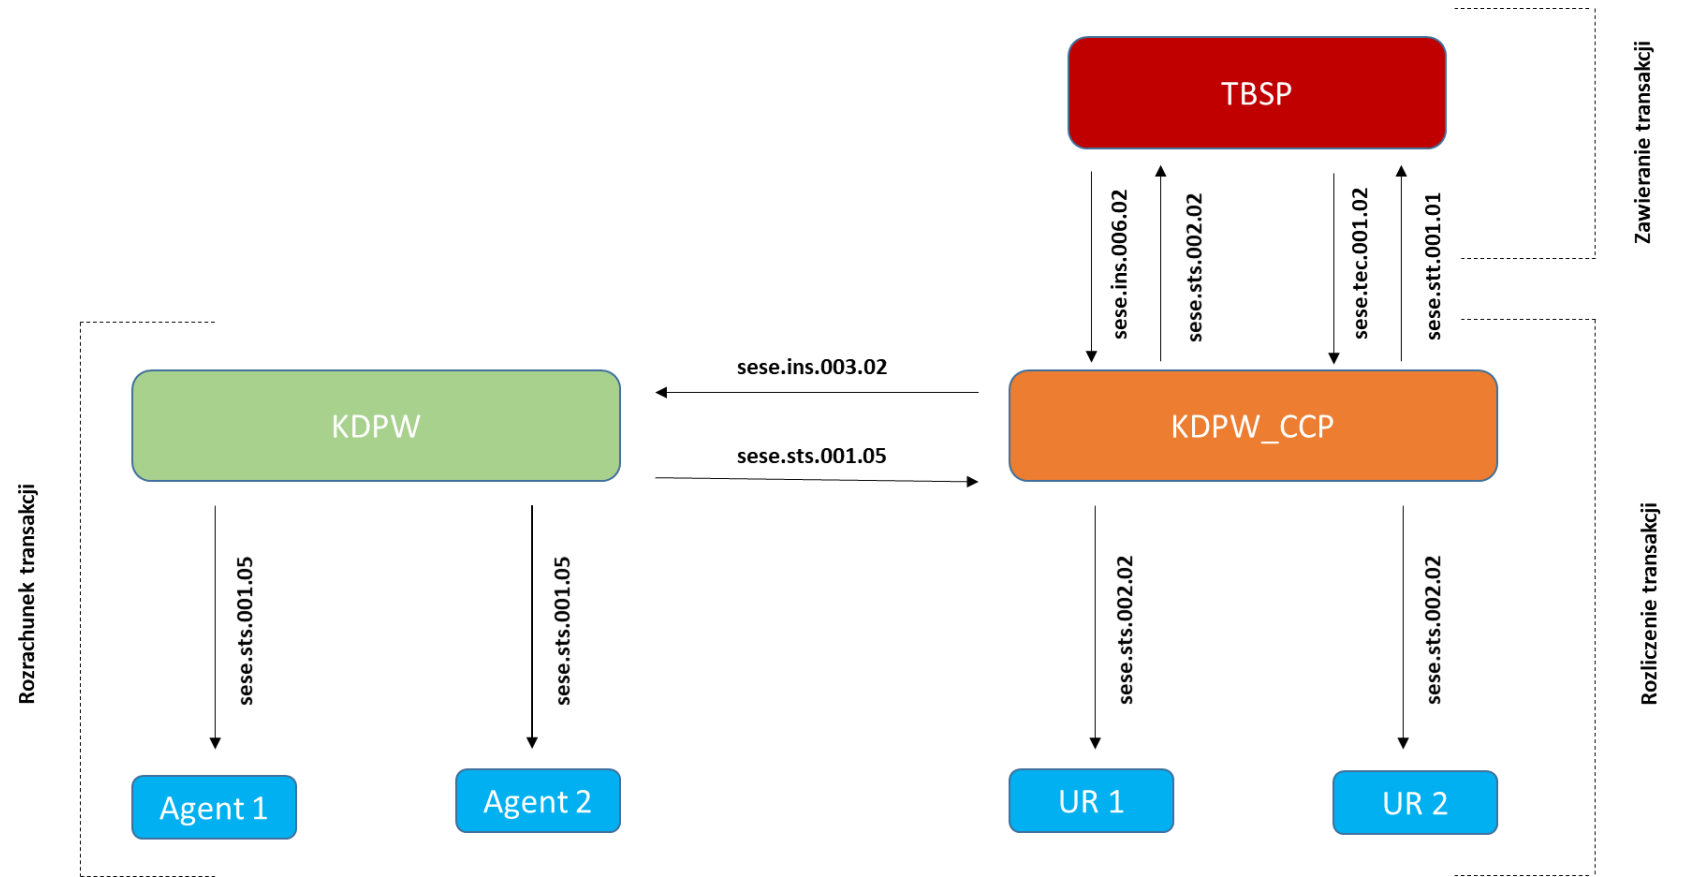 TBSP
Zawieranie transakcji
sese.ins.006.02
sese.sts.002.02
sese.tec.001.02
sese.stt.001.01
sese.ins.003.02
KDPW
KDPW_CCP
sese.sts.001.05
Rozrachunek transakcji
sese.sts.001.05
sese.sts.001.05
sese.sts.002.02
sese.sts.002.02
Rozliczenie transakcji
Agent 1
Agent 2
UR 1
UR 2